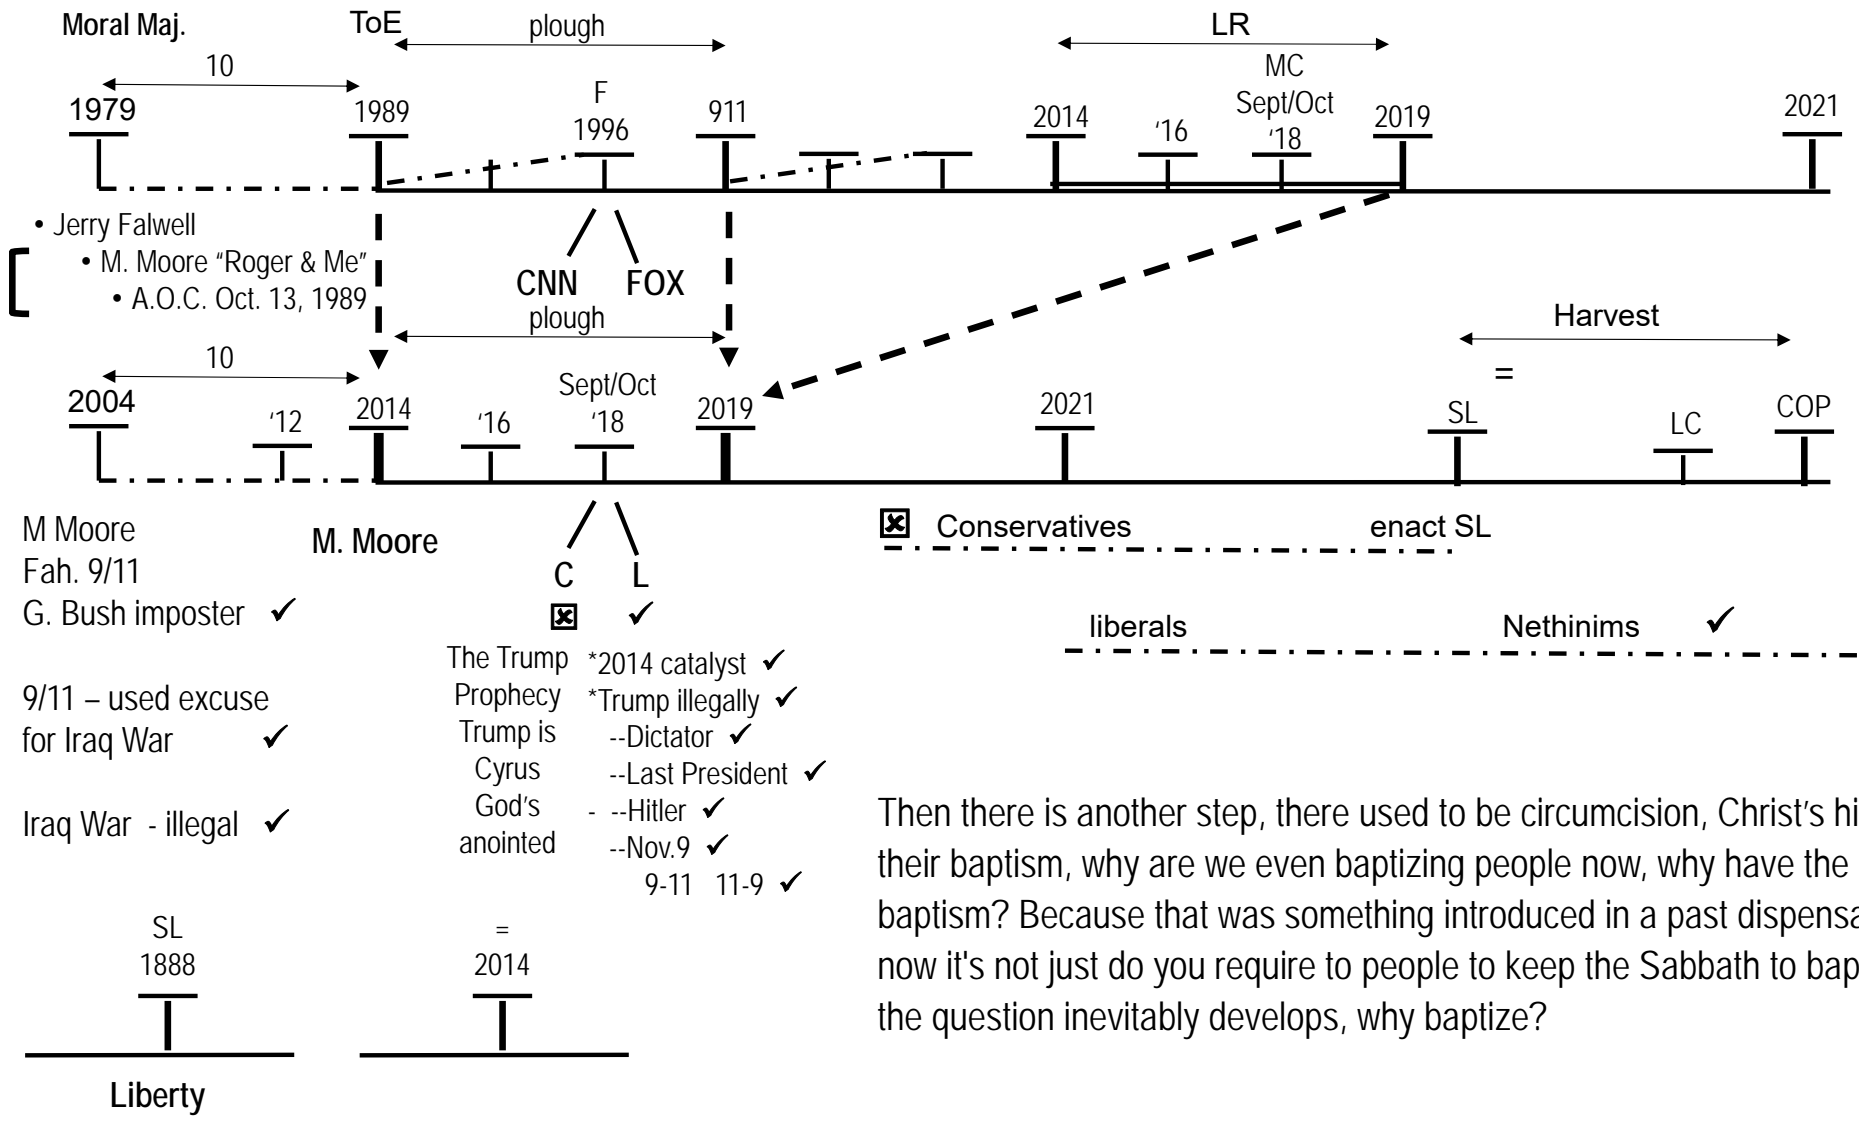 Moral Maj.
ToE
plough
LR
10
F
MC
Sept/Oct
1979
1989
1996
911
2014
‘16
‘18
2019
2021
• Jerry Falwell
• M. Moore “Roger & Me”
• A.O.C. Oct. 13, 1989
CNN FOX
plough
Harvest
10
=
Sept/Oct
2004
‘12
2014
‘16
‘18
2019
2021
SL
LC
COP
M Moore
Fah. 9/11
G. Bush imposter ✓
9/11 – used excuse
for Iraq War ✓
Iraq War - illegal ✓
M. Moore
C L
☒ ✓
The Trump
Prophecy
Trump is
Cyrus
God’s
anointed
*2014 catalyst ✓
*Trump illegally ✓
--Dictator ✓
--Last President ✓
- --Hitler ✓
--Nov.9 ✓
9-11 11-9 ✓
☒ Conservatives enact SL
liberals Nethinims ✓
Then there is another step, there used to be circumcision, Christ’s hi
their baptism, why are we even baptizing people now, why have the
baptism? Because that was something introduced in a past dispensa
now it's not just do you require to people to keep the Sabbath to bap
the question inevitably develops, why baptize?
SL
1888
=
2014
Liberty